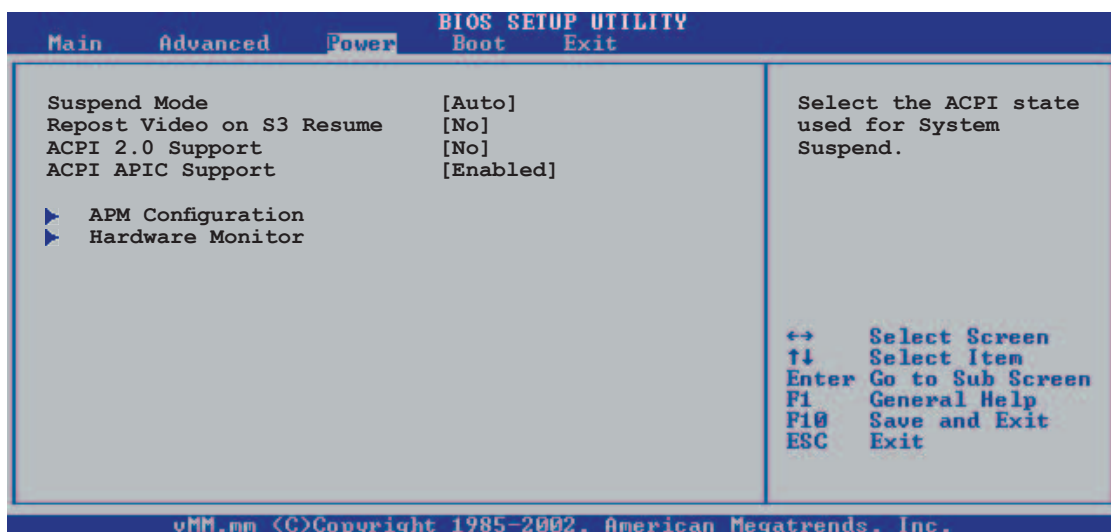 BIOS SETUP UTILITY
Main Advanced Power Boot Exit
Suspend Mode [Auto]
Repost Video on S3 Resume [No]
ACPI 2.0 Support [No]
ACPI APIC Support [Enabled]
APM Configuration
Hardware Monitor
Select the ACPI state
used for System
Suspend.
↔ Select Screen
↑↓ Select Item
Enter Go to Sub Screen
F1 General Help
F10 Save and Exit
ESC Exit
vMM.mm (C)Copyright 1985-2002, American Megatrends, Inc.